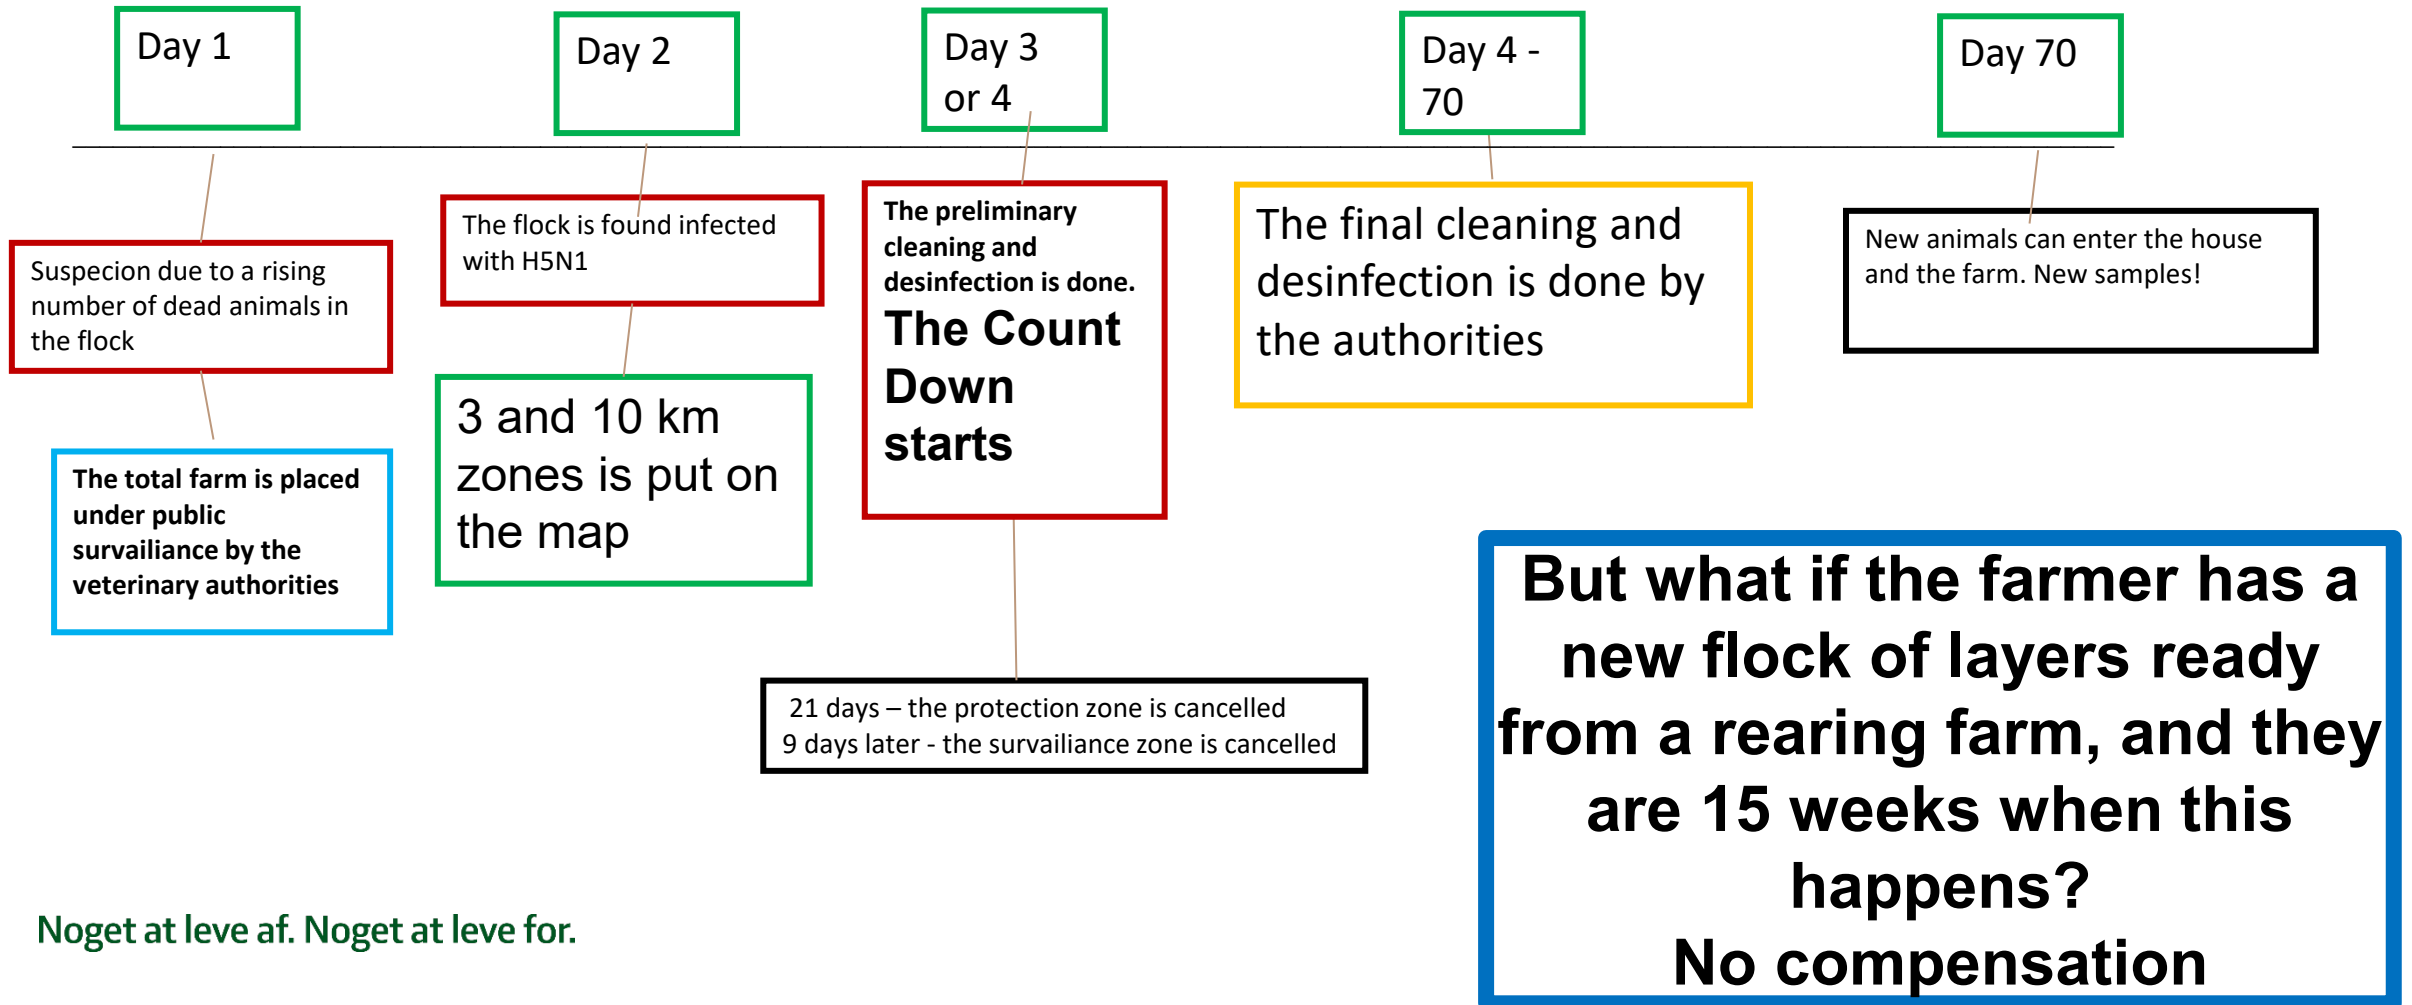 Day 1
Day 2
Day 3
or 4
Day 4 -
70
Day 70
Suspecion due to a rising
number of dead animals in
the flock
The total farm is placed
under public
survailiance by the
veterinary authorities
The flock is found infected
with H5N1
3 and 10 km
zones is put on
the map
The preliminary
cleaning and
desinfection is done.
The Count
Down
starts
21 days – the protection zone is cancelled
9 days later - the survailiance zone is cancelled
The final cleaning and
desinfection is done by
the authorities
New animals can enter the house
and the farm. New samples!
But what if the farmer has a
new flock of layers ready
from a rearing farm, and they
are 15 weeks when this
happens?
No compensation
Noget at leve af. Noget at leve for.